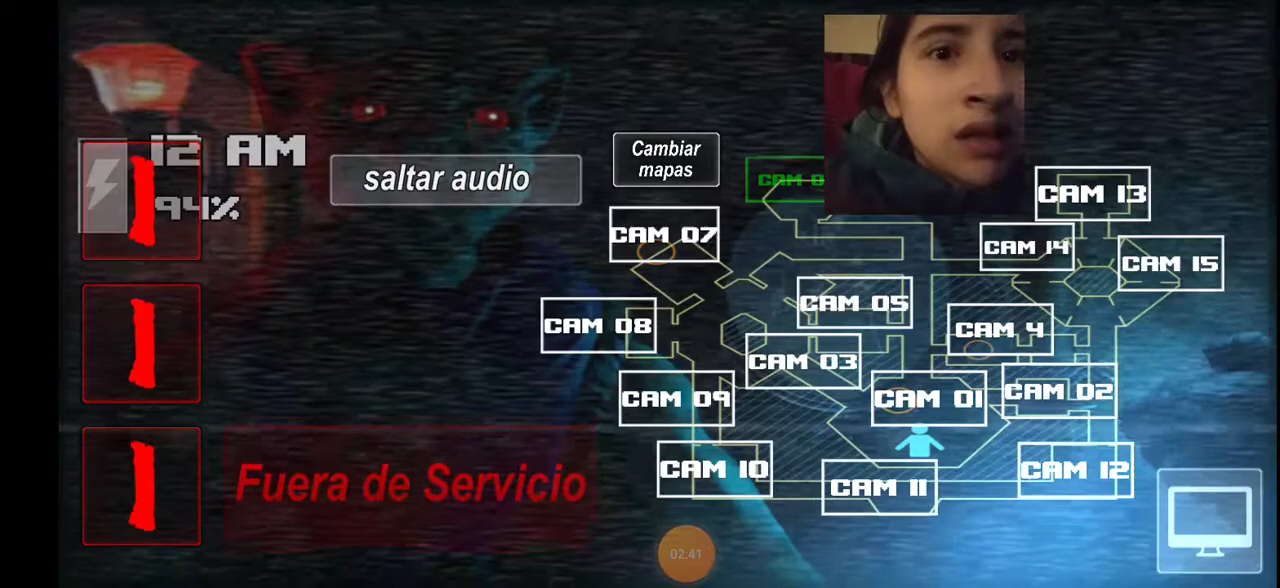 12 AM
94%
saltar audio
Cambiar
mapas
CAM 13
CAM 07
CAM 14
CAM 15
CAM 05
CAM 08
CAM 4
CAM 03
CAM 02
CAM 09
CAM 01
CAM 10
CAM 11
CAM 12
Fuera de Servicio
02:41